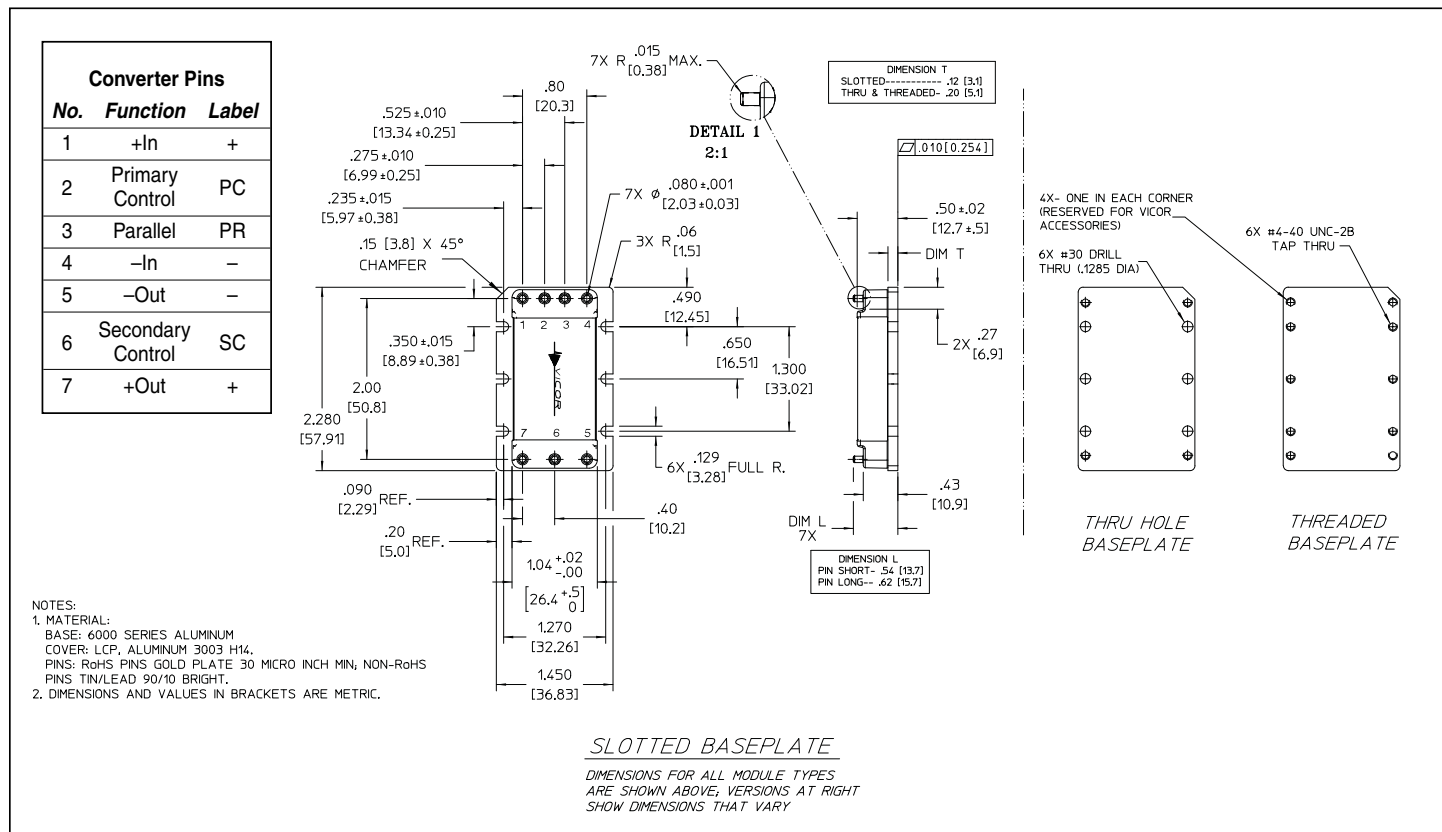 Converter Pins
No. Function Label
1 +In +
2 Primary Control PC
3 Parallel PR
4 –In –
5 –Out –
6 Secondary Control SC
7 +Out +
7X R .015 [0.38] MAX.
.80
[20.3]
.525±.010
[13.34±0.25]
.275±.010
[6.99±0.25]
.235±.015
[5.97±0.38]
.15 [3.8] X 45°
CHAMFER
DETAIL 1
2:1
7X ϕ .080±.001
[2.03±0.03]
3X R .06
[1.5]
DIMENSION T
SLOTTED----------- .12 [3.1]
THRU & THREADED- .20 [5.1]
.010[0.254]
.50±.02
[12.7±.5]
DIM T
.490
[12.45]
.650
[16.51]
1.300
[33.02]
2X .27
[6.9]
.350±.015
[8.89±0.38]
2.00
[50.8]
2.280
[57.91]
1 2 3 4
VICOR
7 6 5
6X .129
[3.28] FULL R.
.090
[2.29] REF.
.20
[5.0] REF.
.40
[10.2]
1.04 +.02
-.00
[26.4 +.5
0]
1.270
[32.26]
1.450
[36.83]
.43
[10.9]
DIM L
7X
DIMENSION L
PIN SHORT- .54 [13.7]
PIN LONG-- .62 [15.7]
4X- ONE IN EACH CORNER
(RESERVED FOR VICOR
ACCESSORIES)
6X #30 DRILL
THRU (.1285 DIA)
6X #4-40 UNC-2B
TAP THRU
THRU HOLE
BASEPLATE
THREADED
BASEPLATE
NOTES:
1. MATERIAL:
BASE: 6000 SERIES ALUMINUM
COVER: LCP, ALUMINUM 3003 H14.
PINS: RoHS PINS GOLD PLATE 30 MICRO INCH MIN; NON-RoHS
PINS TIN/LEAD 90/10 BRIGHT.
2. DIMENSIONS AND VALUES IN BRACKETS ARE METRIC.
SLOTTED BASEPLATE
DIMENSIONS FOR ALL MODULE TYPES
ARE SHOWN ABOVE; VERSIONS AT RIGHT
SHOW DIMENSIONS THAT VARY